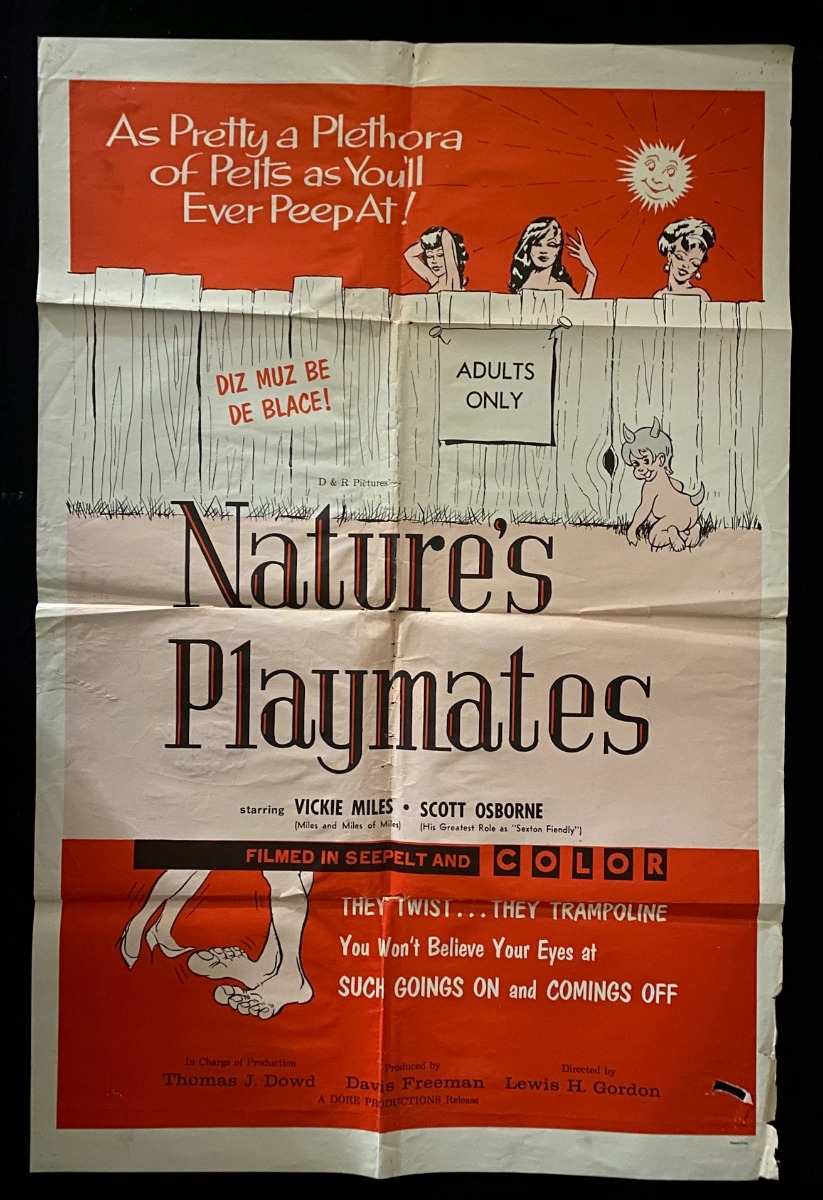 As Pretty a Plethora
of Pelts as You'll
Ever Peep At!
DIZ MUZ BE
DE BLACE!
ADULTS
ONLY
D & R Pictures'
Nature's
Playmates
starring VICKIE MILES • SCOTT OSBORNE
(Miles and Miles of Miles) (His Greatest Role as "Sexton Fiendly")
FILMED IN SEEPELT AND COLOR
THEY TWIST...THEY TRAMPOLINE
You Won't Believe Your Eyes at
SUCH GOINGS ON and COMINGS OFF
In Charge of Production
Thomas J. Dowd
Produced by
Davis Freeman
Directed by
Lewis H. Gordon
A DORE PRODUCTIONS Release